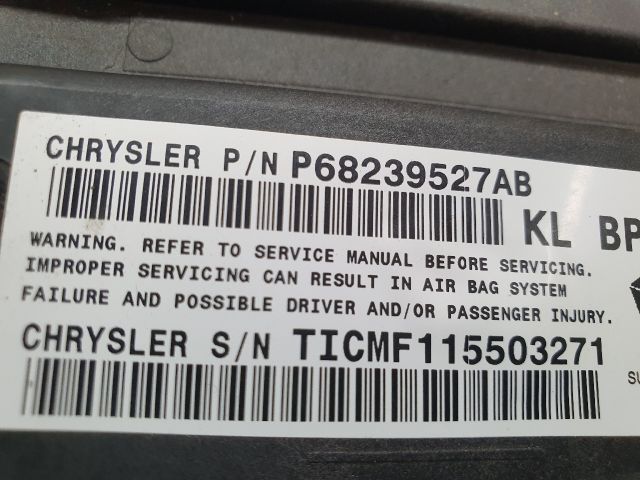 CHRYSLER P/N P68239527AB
KL BP
WARNING. REFER TO SERVICE MANUAL BEFORE SERVICING.
IMPROPER SERVICING CAN RESULT IN AIR BAG SYSTEM
FAILURE AND POSSIBLE DRIVER AND/OR PASSENGER INJURY.
CHRYSLER S/N TICMF115503271